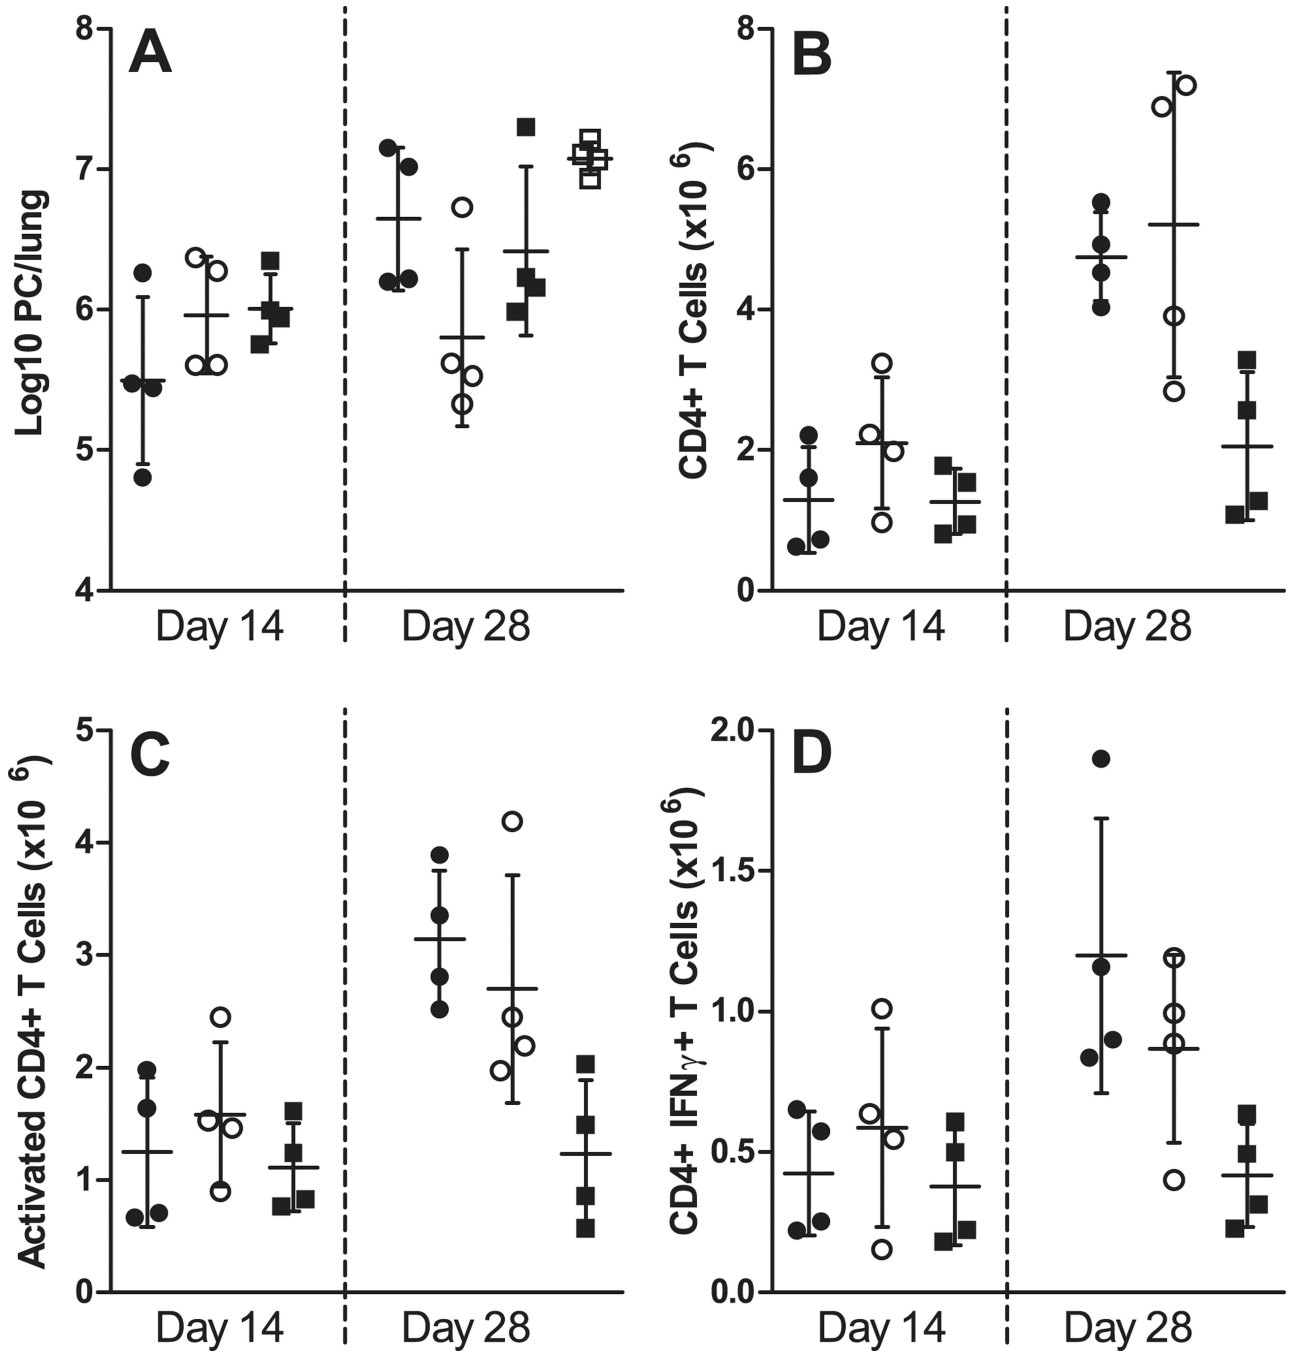 A
8
7
6
5
4
Log10 PC/lung
Day 14
Day 28
B
8
6
4
2
0
CD4+ T Cells (x10 6)
Day 14
Day 28
C
5
4
3
2
1
0
Activated CD4+ T Cells (x10 6)
Day 14
Day 28
D
2.0
1.5
1.0
0.5
0.0
CD4+ IFNγ+ T Cells (x10 6)
Day 14
Day 28